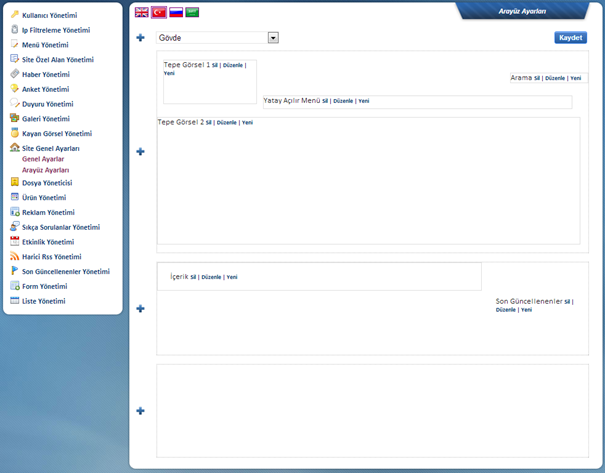 Kullanıcı Yönetimi
Ip Filtreleme Yönetimi
Menü Yönetimi
Site Özel Alan Yönetimi
Haber Yönetimi
Anket Yönetimi
Duyuru Yönetimi
Galeri Yönetimi
Kayan Görsel Yönetimi
Site Genel Ayarları
Genel Ayarlar
Arayüz Ayarları
Dosya Yöneticisi
Ürün Yönetimi
Reklam Yönetimi
Sıkça Sorulanlar Yönetimi
Etkinlik Yönetimi
Harici Rss Yönetimi
Son Güncellenenler Yönetimi
Form Yönetimi
Liste Yönetimi
Arayüz Ayarları
Gövde
Kaydet
Tepe Görsel 1 Sil | Düzenle |
Yeni
Arama Sil | Düzenle | Yeni
Yatay Açılır Menü Sil | Düzenle | Yeni
Tepe Görsel 2 Sil | Düzenle | Yeni
İçerik Sil | Düzenle | Yeni
Son Güncellenenler Sil |
Düzenle | Yeni